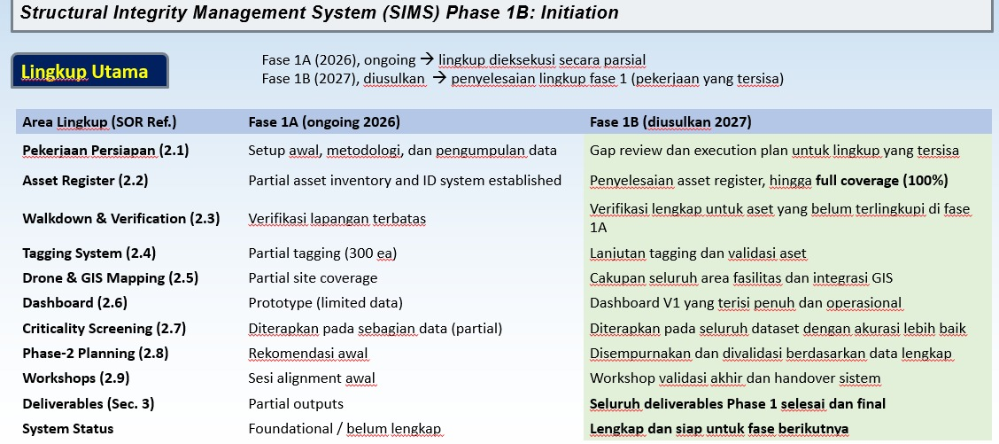 Structural Integrity Management System (SIMS) Phase 1B: Initiation
Lingkup Utama
Fase 1A (2026), ongoing → lingkup dieksekusi secara parsial
Fase 1B (2027), diusulkan → penyelesaian lingkup fase 1 (pekerjaan yang tersisa)
Area Lingkup (SOR Ref.) Fase 1A (ongoing 2026) Fase 1B (diusulkan 2027)
Pekerjaan Persiapan (2.1) Setup awal, metodologi, dan pengumpulan data Gap review dan execution plan untuk lingkup yang tersisa
Asset Register (2.2) Partial asset inventory and ID system established Penyelesaian asset register, hingga full coverage (100%)
Walkdown & Verification (2.3) Verifikasi lapangan terbatas Verifikasi lengkap untuk aset yang belum terlingkupi di fase
1A
Tagging System (2.4) Partial tagging (300 ea) Lanjutan tagging dan validasi aset
Drone & GIS Mapping (2.5) Partial site coverage Cakupan seluruh area fasilitas dan integrasi GIS
Dashboard (2.6) Prototype (limited data) Dashboard V1 yang terisi penuh dan operasional
Criticality Screening (2.7) Diterapkan pada sebagian data (partial) Diterapkan pada seluruh dataset dengan akurasi lebih baik
Phase-2 Planning (2.8) Rekomendasi awal Disempurnakan dan divalidasi berdasarkan data lengkap
Workshops (2.9) Sesi alignment awal Workshop validasi akhir dan handover sistem
Deliverables (Sec. 3) Partial outputs Seluruh deliverables Phase 1 selesai dan final
System Status Foundational / belum lengkap Lengkap dan siap untuk fase berikutnya